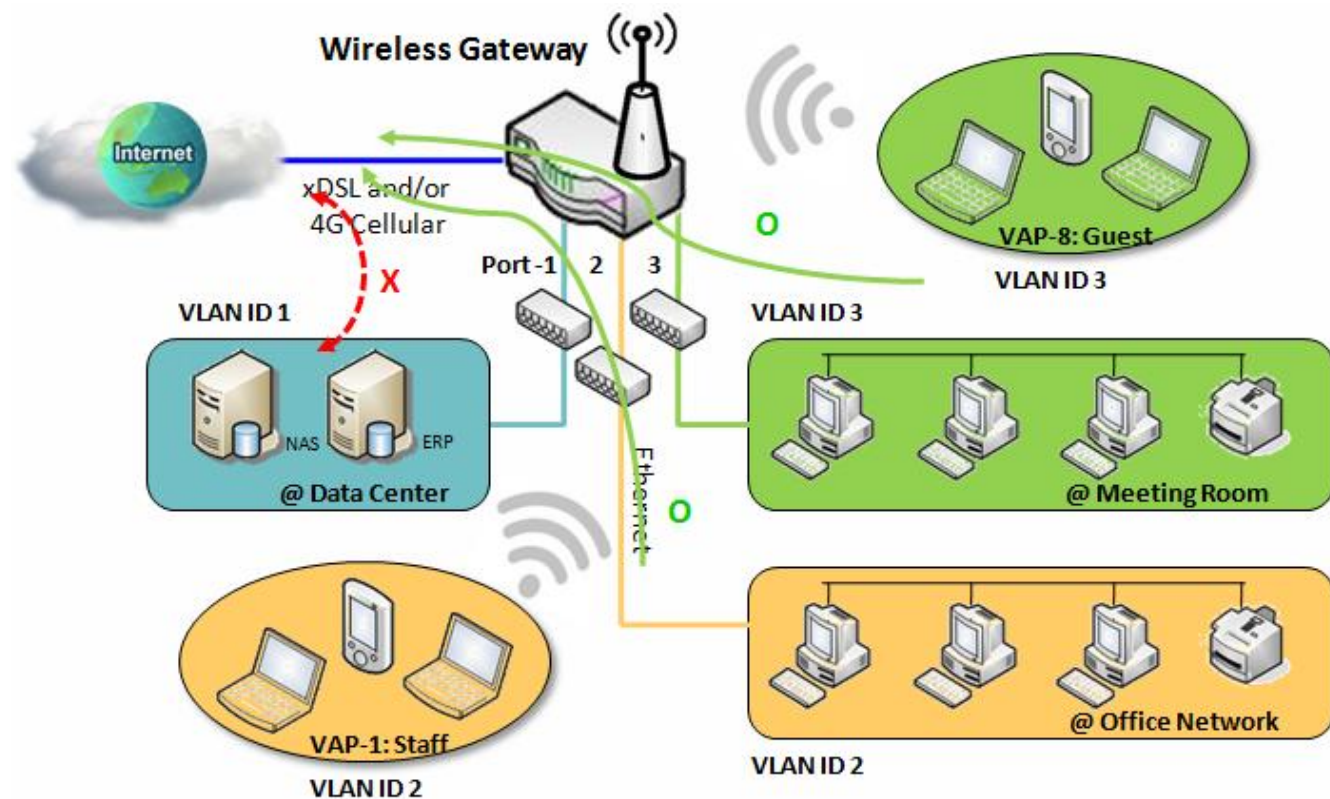 Wireless Gateway
Internet
xDSL and/or
4G Cellular
O
VAP-8: Guest
VLAN ID 3
Port -1
2
3
X
VLAN ID 1
VLAN ID 3
NAS
ERP
@ Data Center
@ Meeting Room
Ethernet
O
VAP-1: Staff
VLAN ID 2
@ Office Network
VLAN ID 2